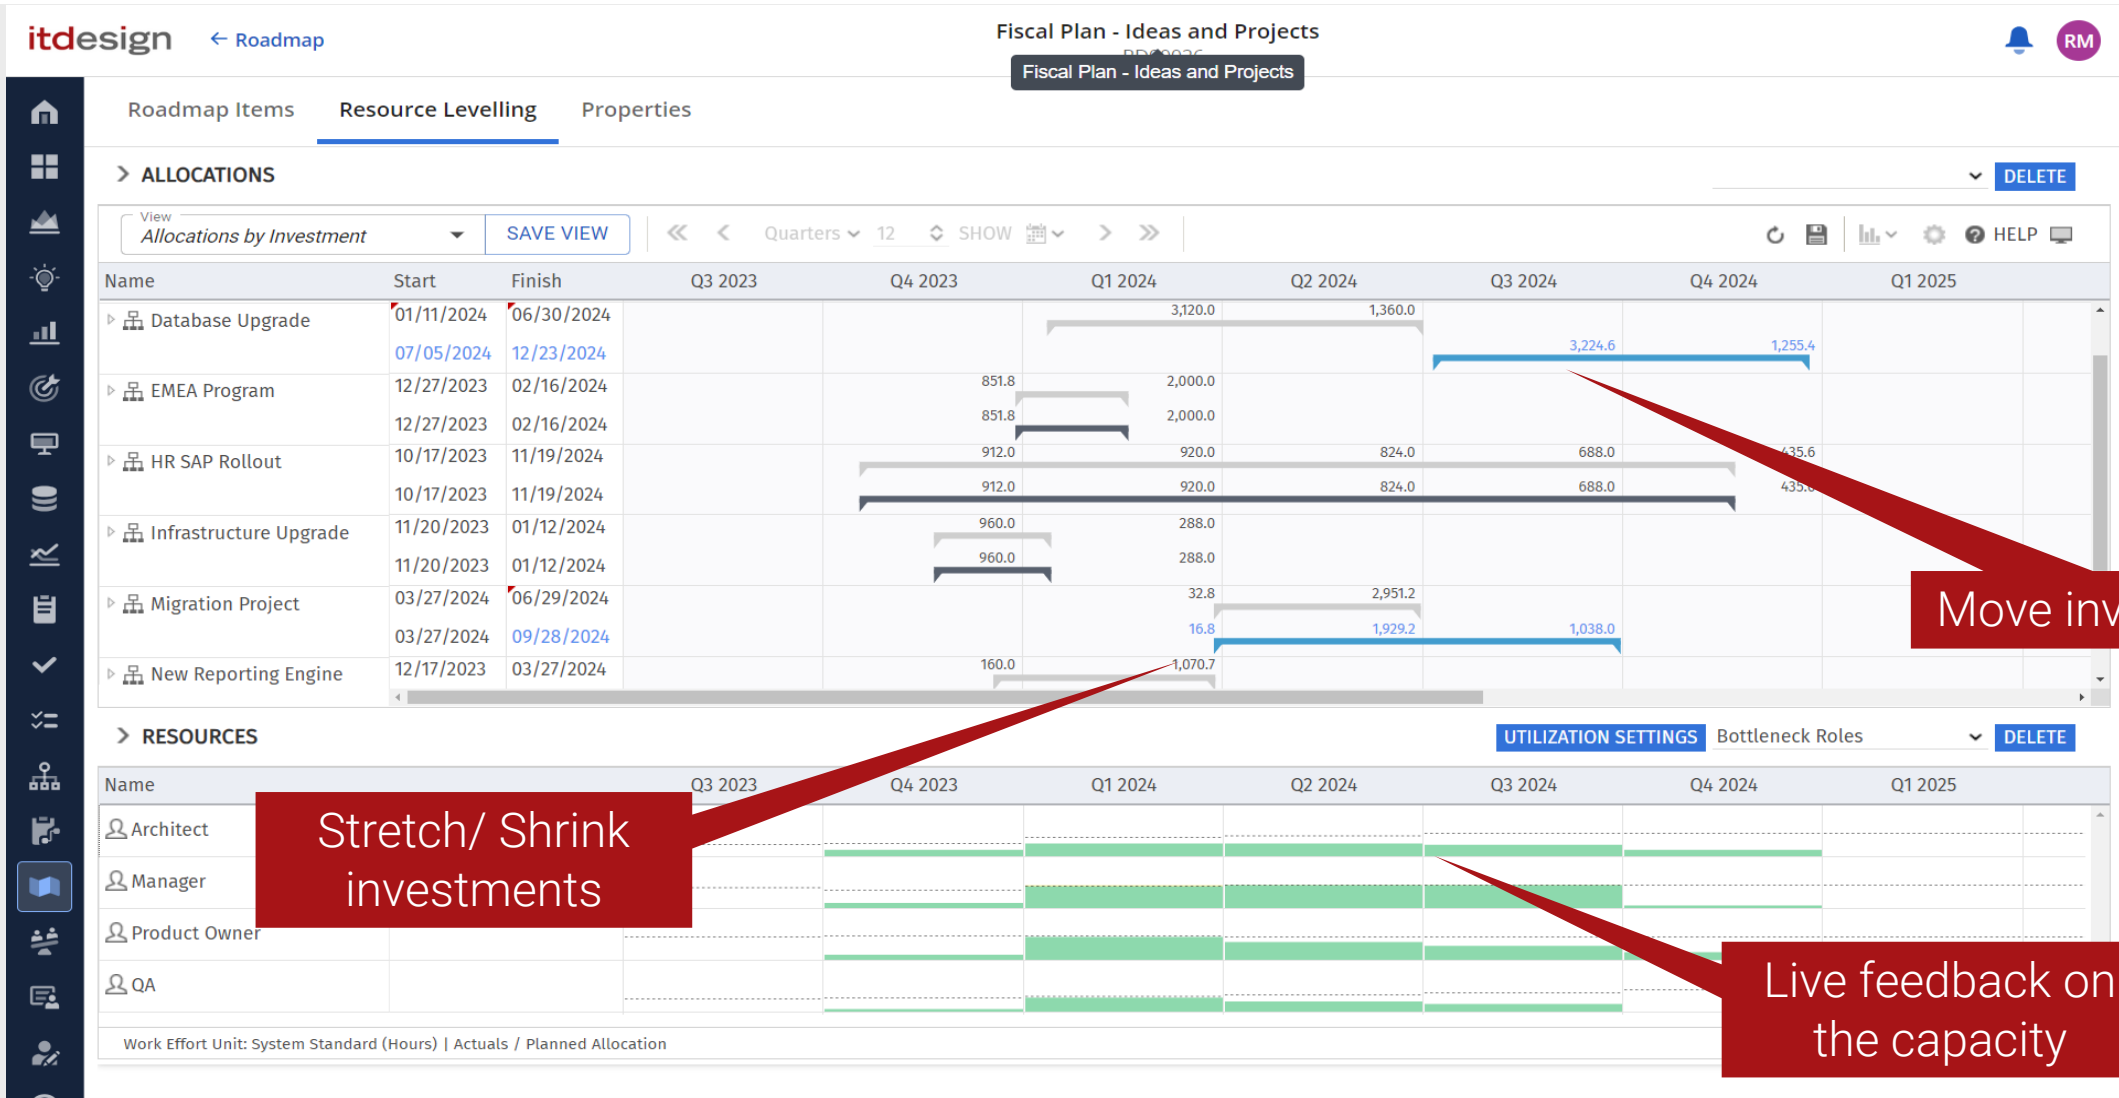 itdesign
← Roadmap
Fiscal Plan - Ideas and Projects
Fiscal Plan - Ideas and Projects
RM
Roadmap Items Resource Levelling Properties
ALLOCATIONS
DELETE
View
Allocations by Investment
SAVE VIEW
Quarters 12 SHOW
HELP
Name Start Finish Q3 2023 Q4 2023 Q1 2024 Q2 2024 Q3 2024 Q4 2024 Q1 2025
Database Upgrade 01/11/2024 06/30/2024 3,120.0 1,360.0
07/05/2024 12/23/2024 3,224.6 1,255.4
EMEA Program 12/27/2023 02/16/2024 851.8 2,000.0
12/27/2023 02/16/2024 851.8 2,000.0
HR SAP Rollout 10/17/2023 11/19/2024 912.0 920.0 824.0 688.0 435.6
10/17/2023 11/19/2024 912.0 920.0 824.0 688.0
Infrastructure Upgrade 11/20/2023 01/12/2024 960.0 288.0
11/20/2023 01/12/2024 960.0 288.0
Migration Project 03/27/2024 06/29/2024 32.8 2,951.2
03/27/2024 09/28/2024 16.8 1,929.2 1,038.0
New Reporting Engine 12/17/2023 03/27/2024 160.0 1,070.7
Move inv
RESOURCES
UTILIZATION SETTINGS Bottleneck Roles DELETE
Name Q3 2023 Q4 2023 Q1 2024 Q2 2024 Q3 2024 Q4 2024 Q1 2025
Architect
Manager
Product Owner
QA
Stretch/ Shrink
investments
Live feedback on
the capacity
Work Effort Unit: System Standard (Hours) | Actuals / Planned Allocation